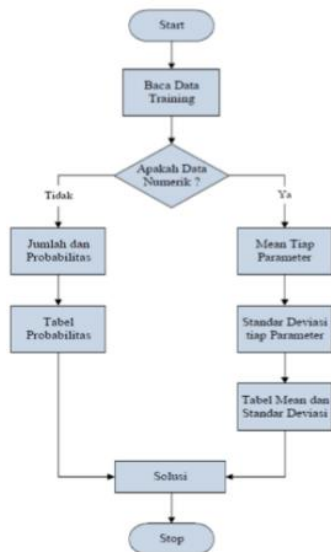 Start
Baca Data
Training
Apakah Data
Numerik ?
Tidak
Ya
Jumlah dan
Probabilitas
Mean Tiap
Parameter
Tabel
Probabilitas
Standar Deviasi
tiap Parameter
Tabel Mean dan
Standar Deviasi
Solusi
Stop